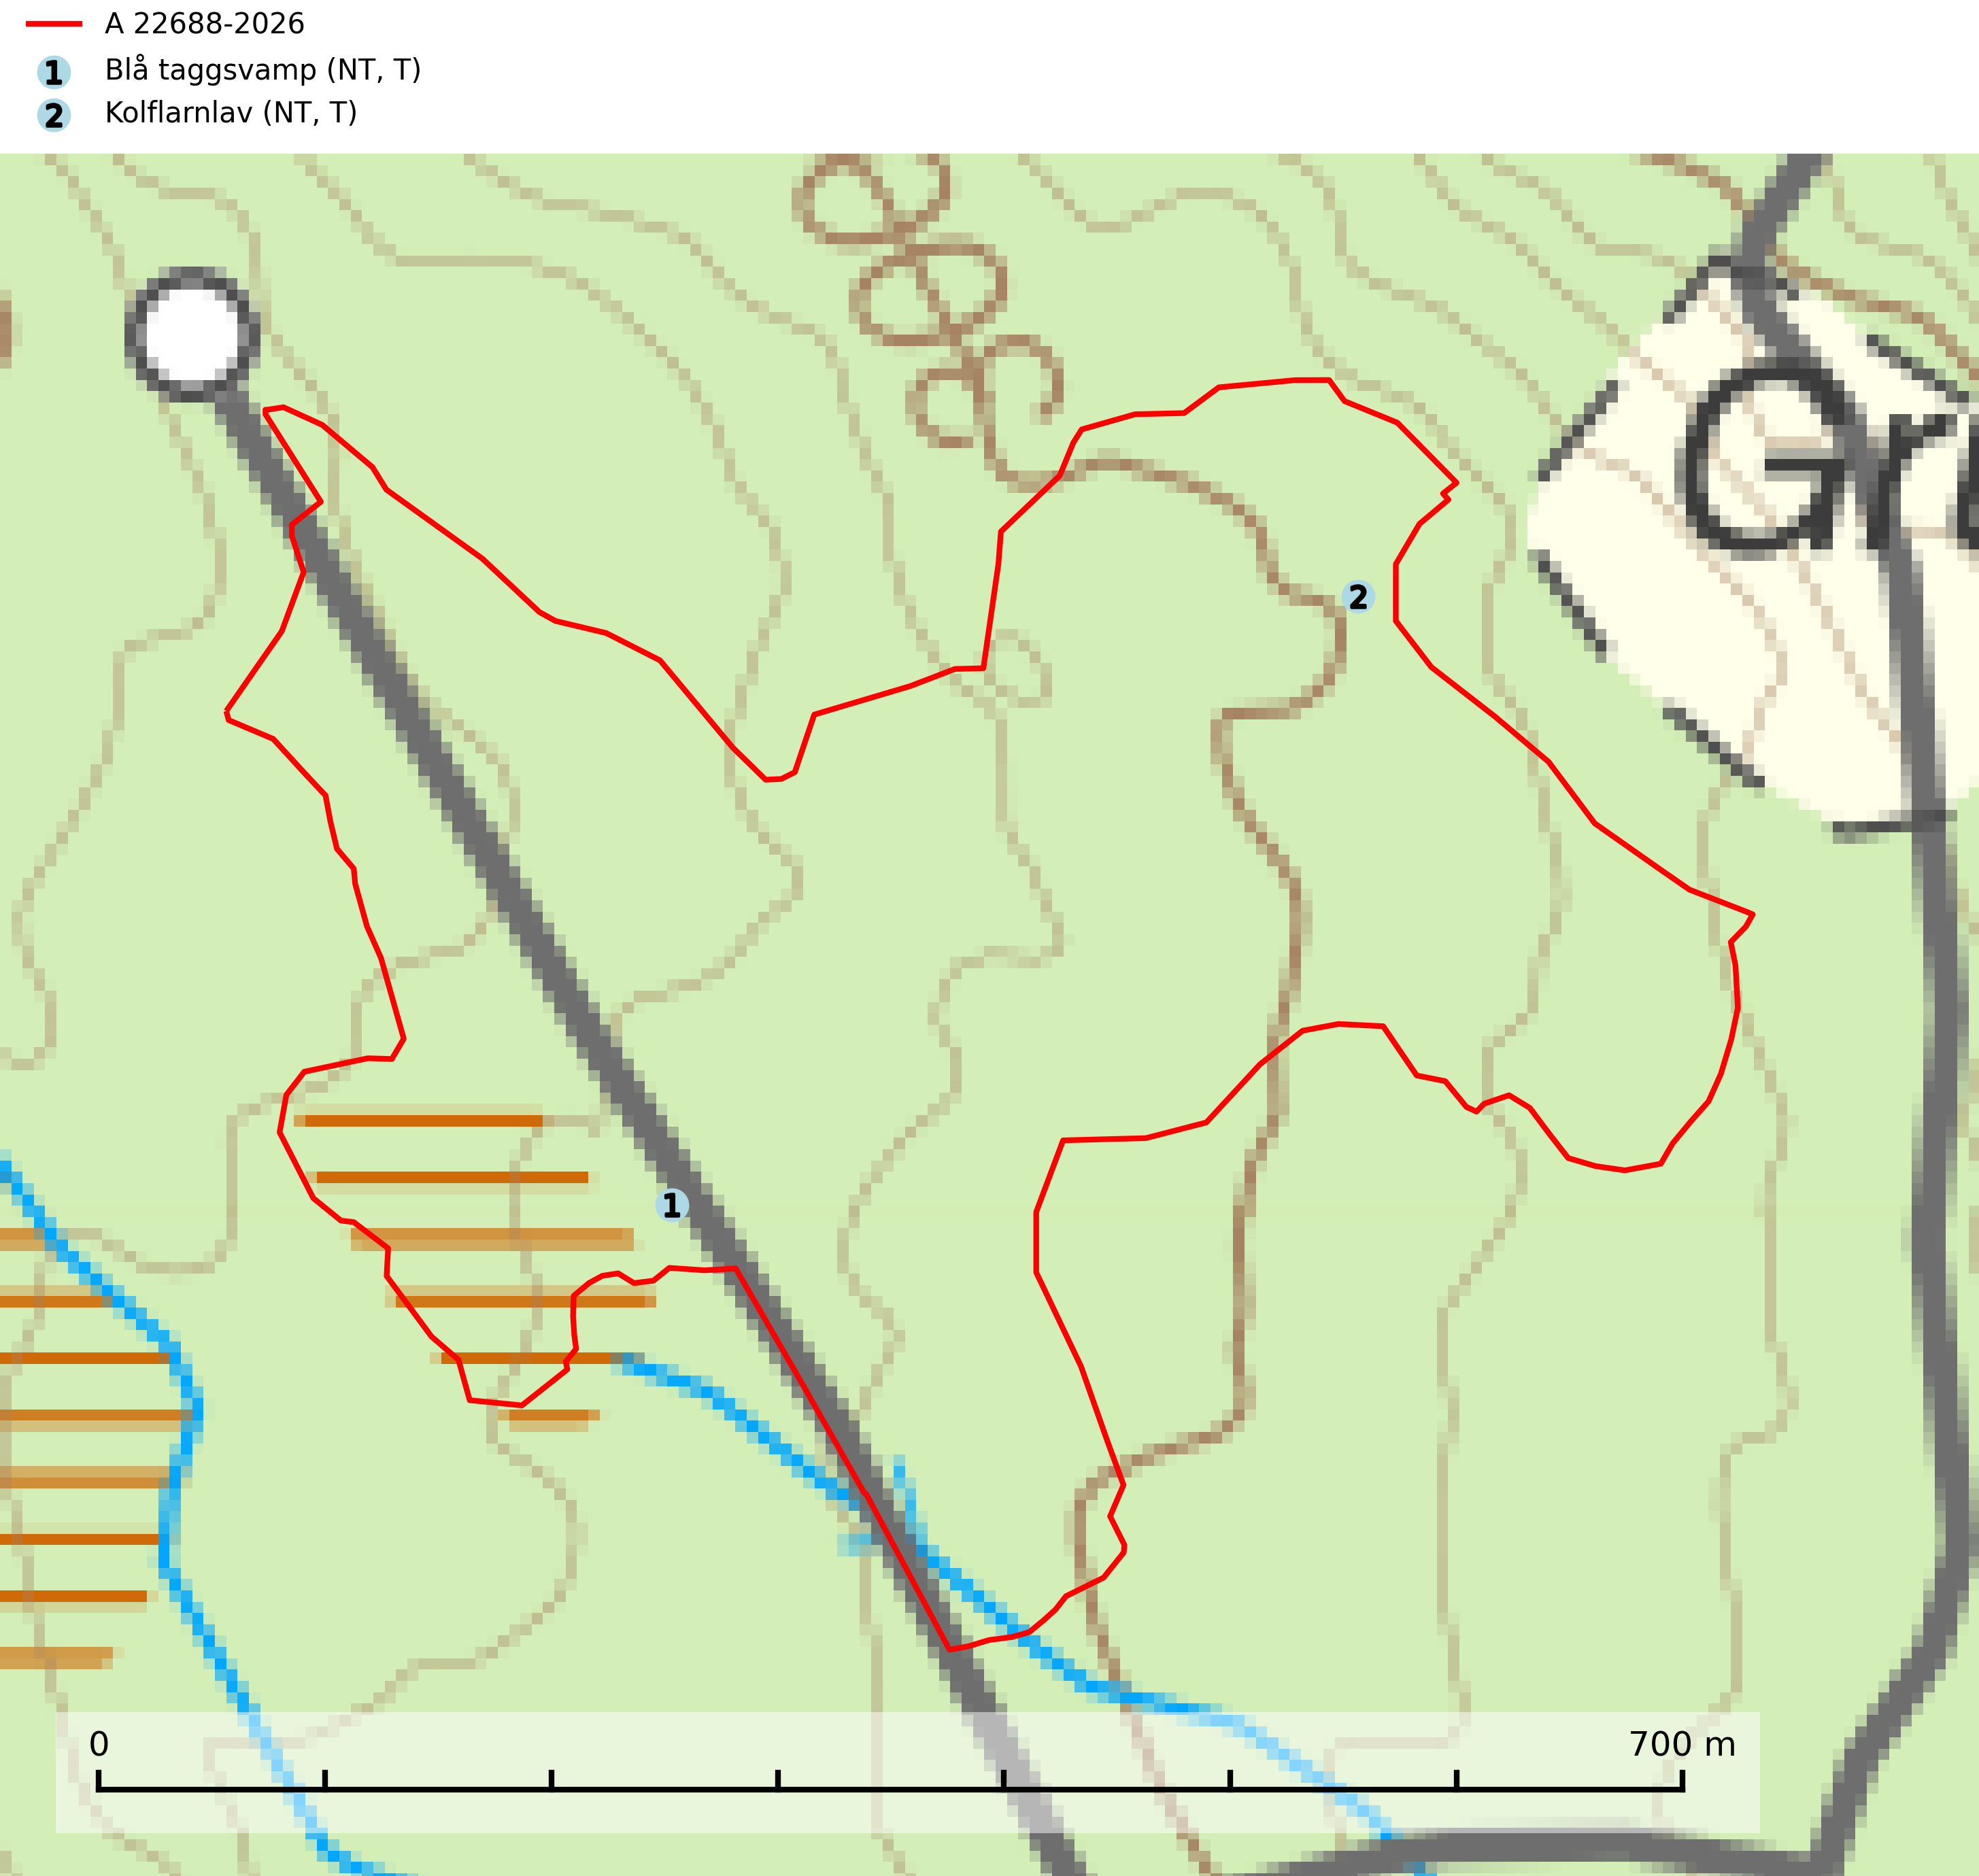 A 22688-2026
1 Blå taggsvamp (NT, T)
2 Kolflarnlav (NT, T)
2
1
0 700 m